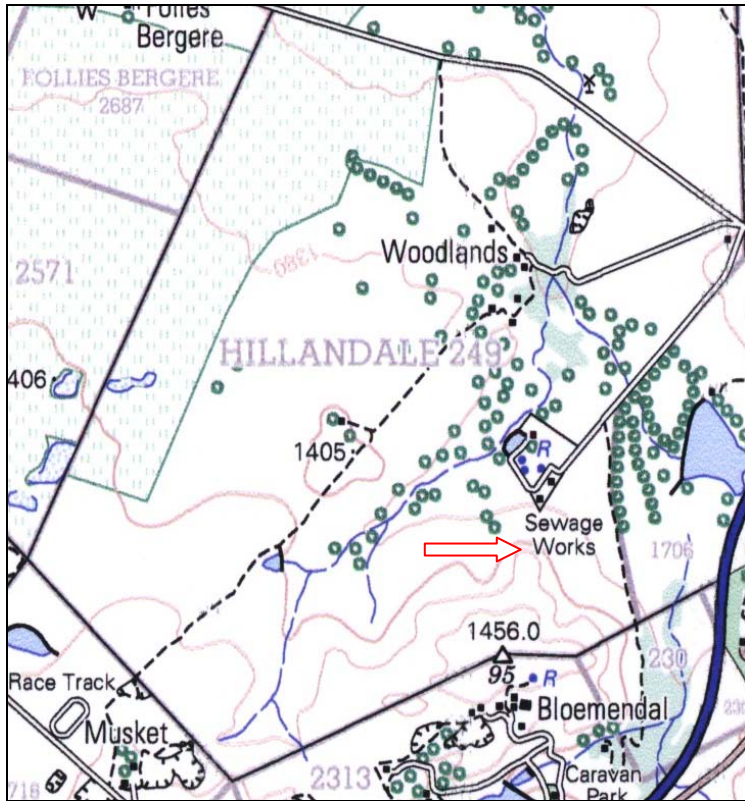 W
Follies
Bergere
FOLLIES BERGERE
2687
Woodlands
1380
2571
HILLANDALE 249
406
1405
R
Sewage
Works
1706
1456.0
95
R
230
Race Track
Bloemendal
Musket
2313
Caravan
Park